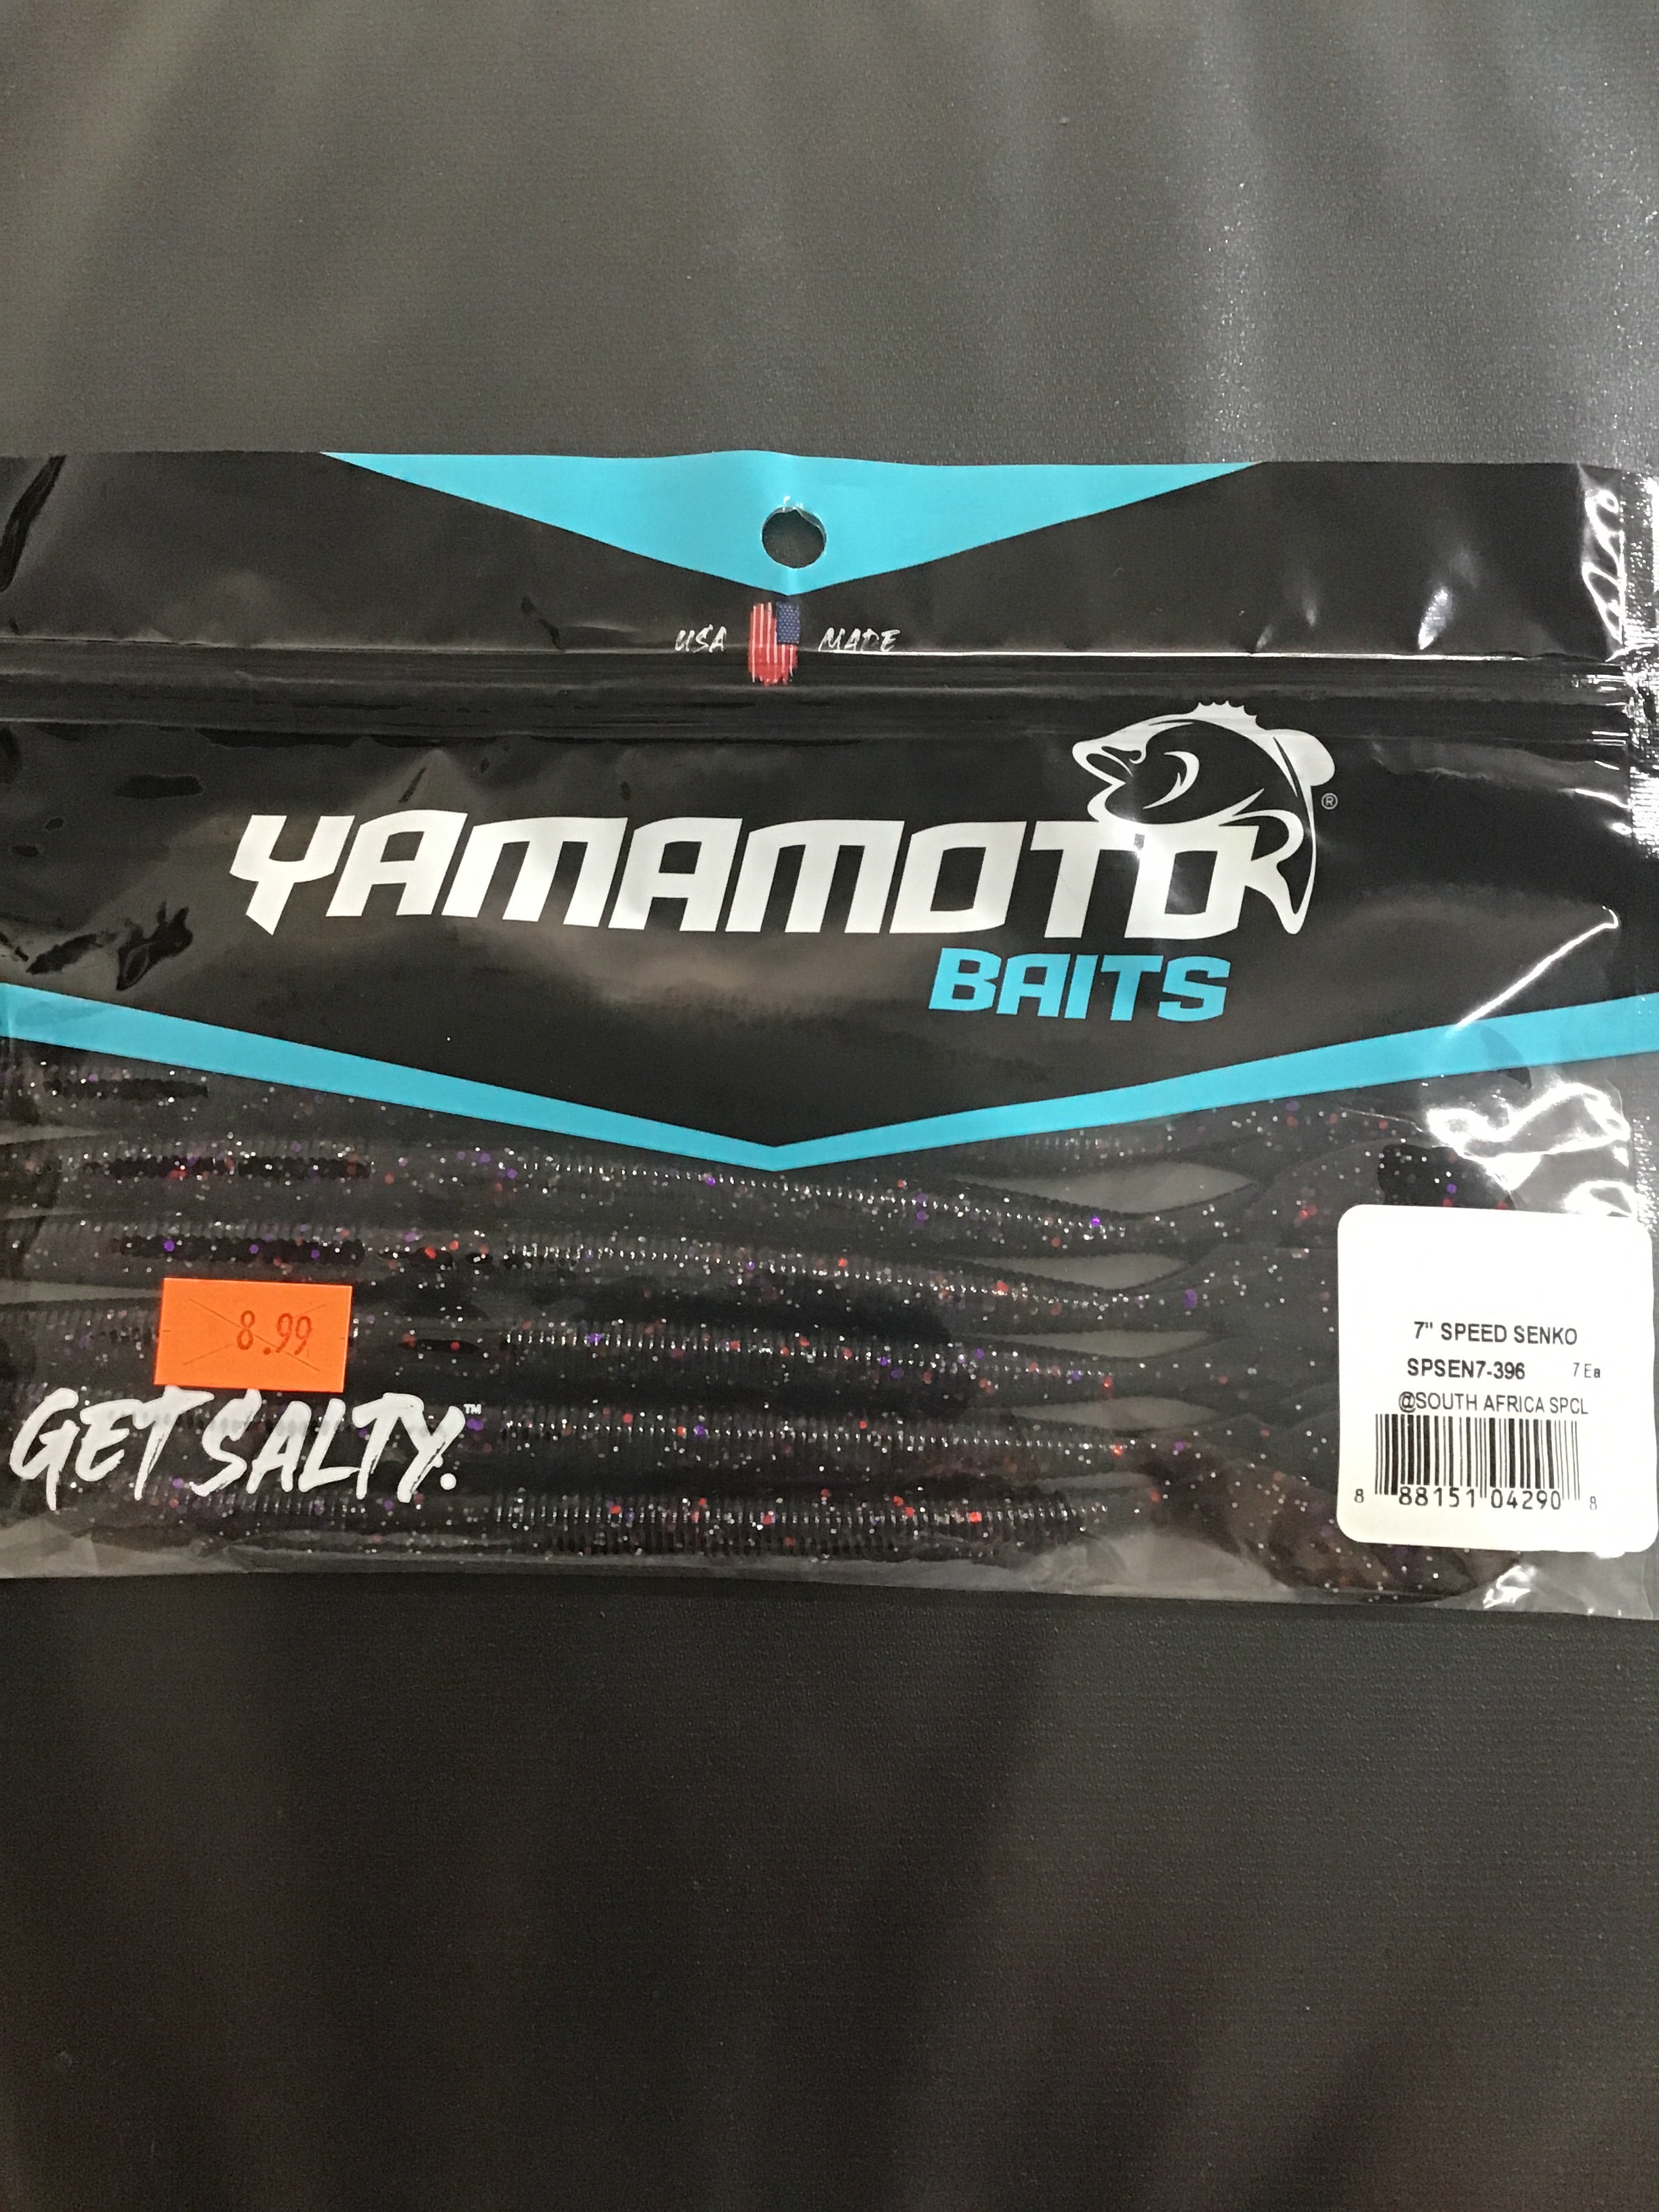 USA MADE
YAMAMOTO®
BAITS
8.99
GET SALTY.™
7" SPEED SENKO
SPSEN7-396 7 Ea
@SOUTH AFRICA SPCL
8 88151 04290 8